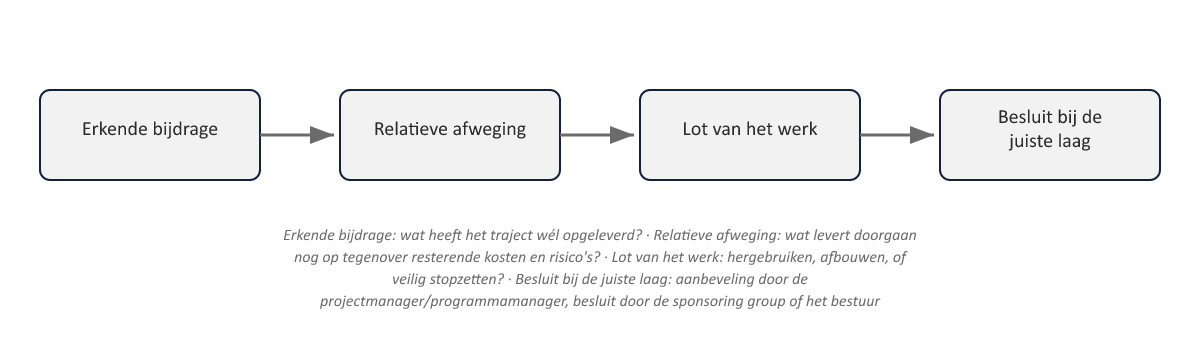 Erkende bijdrage
Relatieve afweging
Lot van het werk
Besluit bij de
juiste laag
Erkende bijdrage: wat heeft het traject wél opgeleverd? · Relatieve afweging: wat levert doorgaan
nog op tegenover resterende kosten en risico's? · Lot van het werk: hergebruiken, afbouwen, of
veilig stopzetten? · Besluit bij de juiste laag: aanbeveling door de
projectmanager/programmamanager, besluit door de sponsoring group of het bestuur